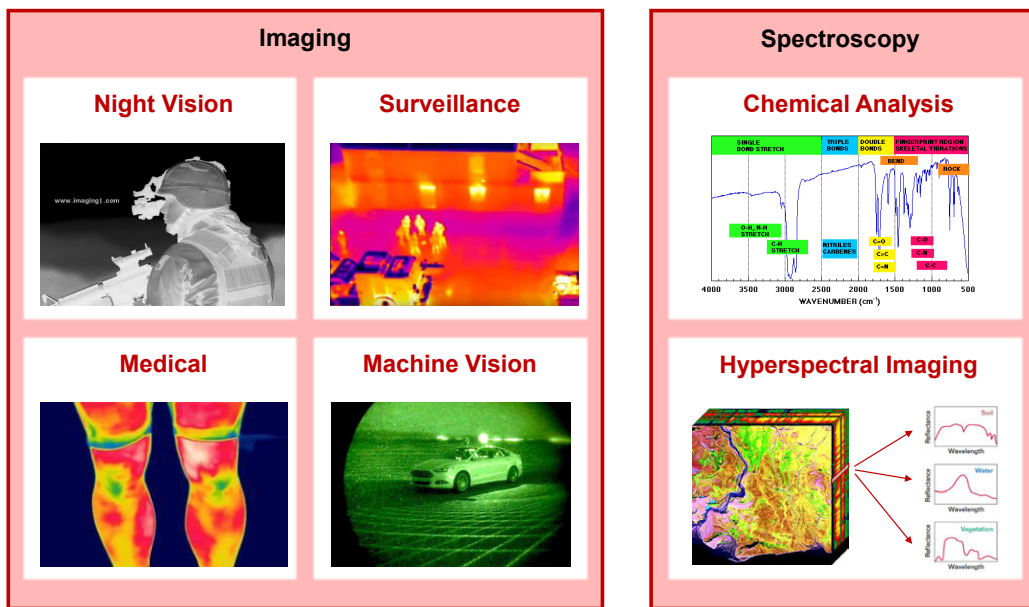 Imaging
Night Vision
www.imaging1.com
Surveillance
Medical
Machine Vision
Spectroscopy
Chemical Analysis
SINGLE
BOND STRETCH
TRIPLE
BONDS
DOUBLE
BONDS
FINGERPRINT REGION
SKELETAL VIBRATIONS
BEND
ROCK
O-H, N-H
STRETCH
C-H
STRETCH
NITRILES
CARBENES
C=O
C=C
C=N
C-O
C-N
C-C
4000 3500 3000 2500 2000 1500 1000 500
WAVENUMBER (cm⁻¹)
Hyperspectral Imaging
Soil
Reflectance
Wavelength
Water
Reflectance
Wavelength
Vegetation
Reflectance
Wavelength